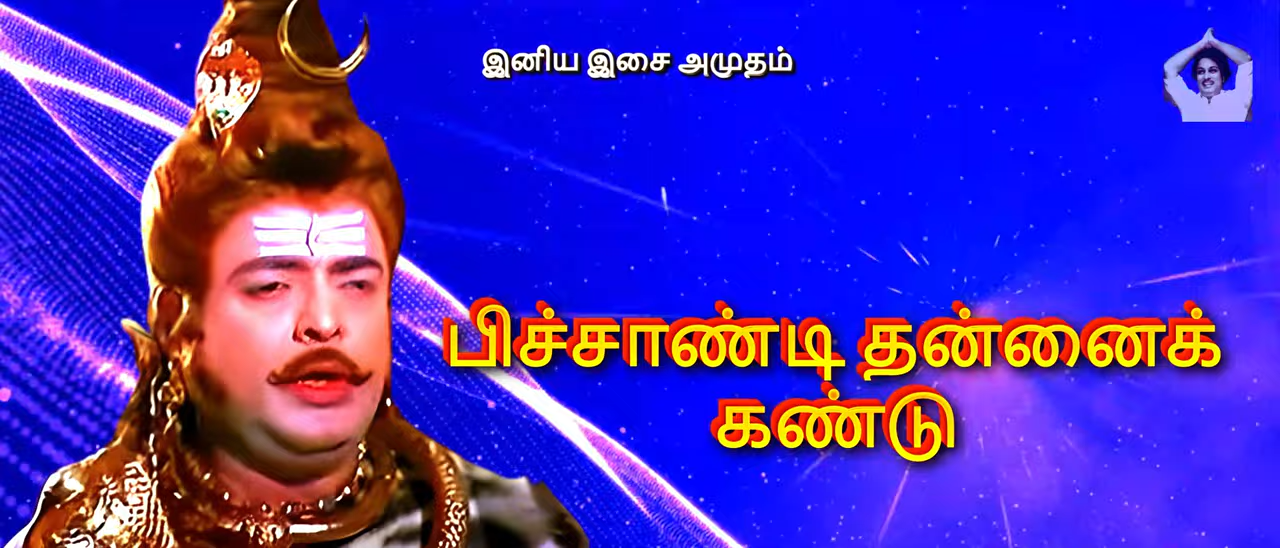 இனிய இசை அமுதம்
பிச்சாண்டி தன்னைக்
கண்டு